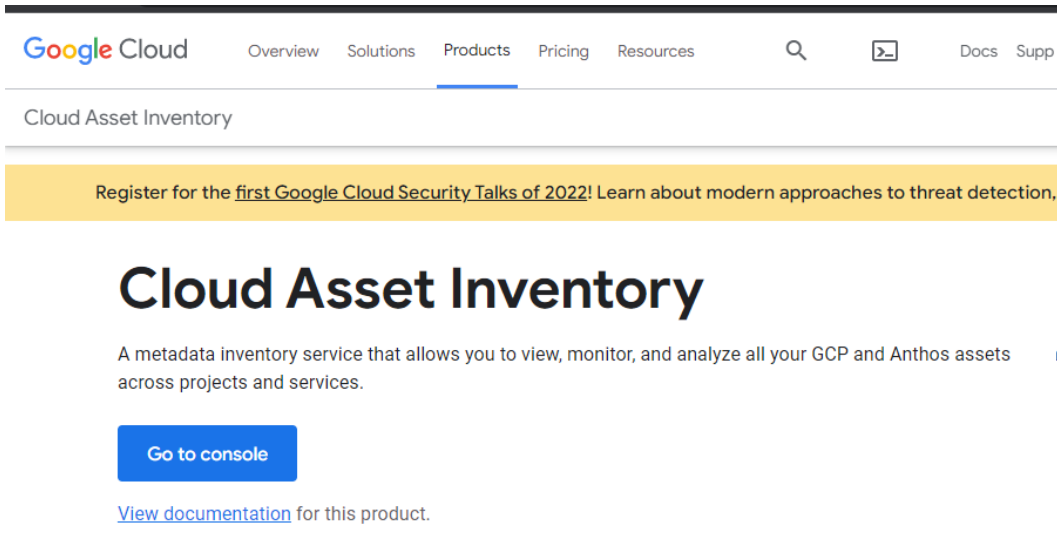 Google Cloud Overview Solutions Products Pricing Resources Docs Supp
Cloud Asset Inventory
Register for the first Google Cloud Security Talks of 2022! Learn about modern approaches to threat detection,
Cloud Asset Inventory
A metadata inventory service that allows you to view, monitor, and analyze all your GCP and Anthos assets
across projects and services.
Go to console
View documentation for this product.